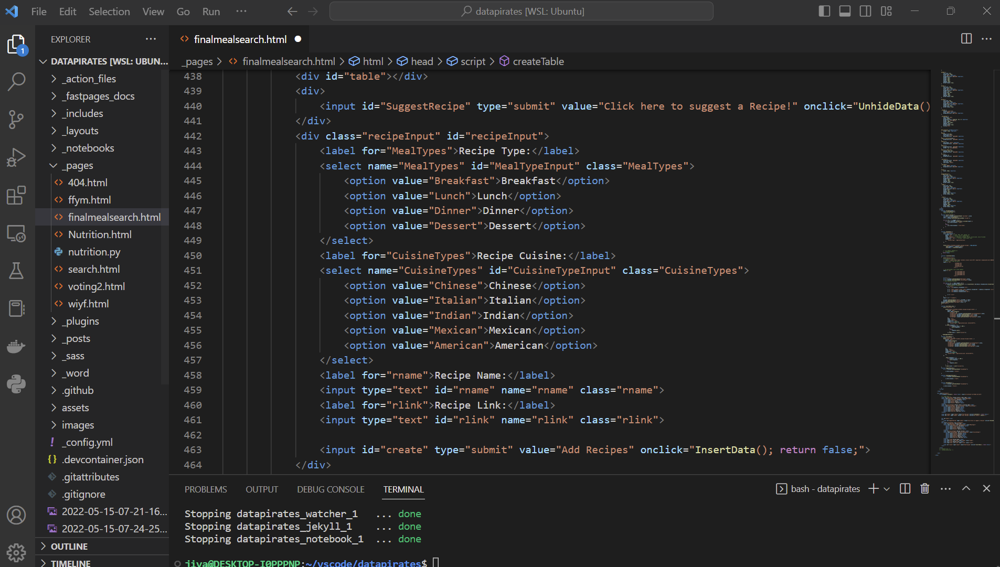 File Edit Selection View Go Run ···
datapirates [WSL: Ubuntu]
1
EXPLORER
DATAPIRATES [WSL: UBUN...
_action_files
_fastpages_docs
_includes
_layouts
_notebooks
_pages
404.html
ffym.html
finalmealsearch.html
Nutrition.html
nutrition.py
search.html
voting2.html
wiyf.html
_plugins
_posts
_sass
_word
.github
assets
images
_config.yml
.devcontainer.json
.gitattributes
.gitignore
2022-05-15-07-21-16...
2022-05-15-07-24-25...
OUTLINE
TIMELINE
finalmealsearch.html
_pages > finalmealsearch.html > html > head > script > createTable
438 <div id="table"></div>
439 <div>
440 <input id="SuggestRecipe" type="submit" value="Click here to suggest a Recipe!" onclick="UnhideData()
441 </div>
442 <div class="recipeInput" id="recipeInput">
443 <label for="MealTypes">Recipe Type:</label>
444 <select name="MealTypes" id="MealTypeInput" class="MealTypes">
445 <option value="Breakfast">Breakfast</option>
446 <option value="Lunch">Lunch</option>
447 <option value="Dinner">Dinner</option>
448 <option value="Dessert">Dessert</option>
449 </select>
450 <label for="CuisineTypes">Recipe Cuisine:</label>
451 <select name="CuisineTypes" id="CuisineTypeInput" class="CuisineTypes">
452 <option value="Chinese">Chinese</option>
453 <option value="Italian">Italian</option>
454 <option value="Indian">Indian</option>
455 <option value="Mexican">Mexican</option>
456 <option value="American">American</option>
457 </select>
458 <label for="rname">Recipe Name:</label>
459 <input type="text" id="rname" name="rname" class="rname">
460 <label for="rlink">Recipe Link:</label>
461 <input type="text" id="rlink" name="rlink" class="rlink">
462
463 <input id="create" type="submit" value="Add Recipes" onclick="InsertData(); return false;">
464 </div>
PROBLEMS OUTPUT DEBUG CONSOLE TERMINAL
bash - datapirates
Stopping datapirates_watcher_1 ... done
Stopping datapirates_jekyll_1 ... done
Stopping datapirates_notebook_1 ... done
jiya@DESKTOP-I0PPPNP:~/vscode/datapirates$